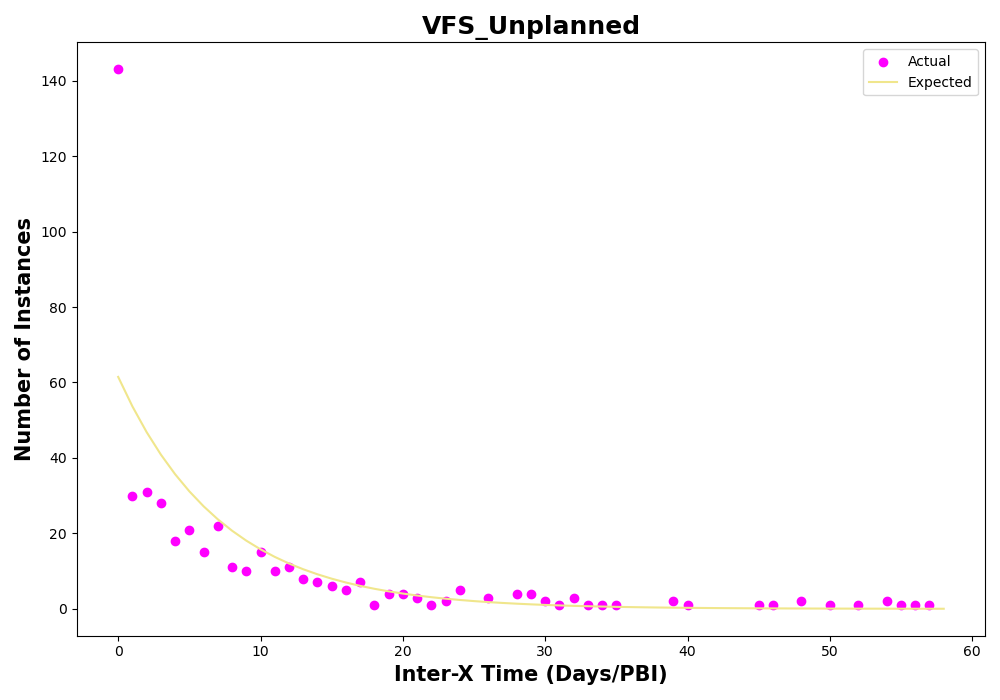 VFS_Unplanned
Actual
Expected
Number of Instances
140
120
100
80
60
40
20
0
0 10 20 30 40 50 60
Inter-X Time (Days/PBI)